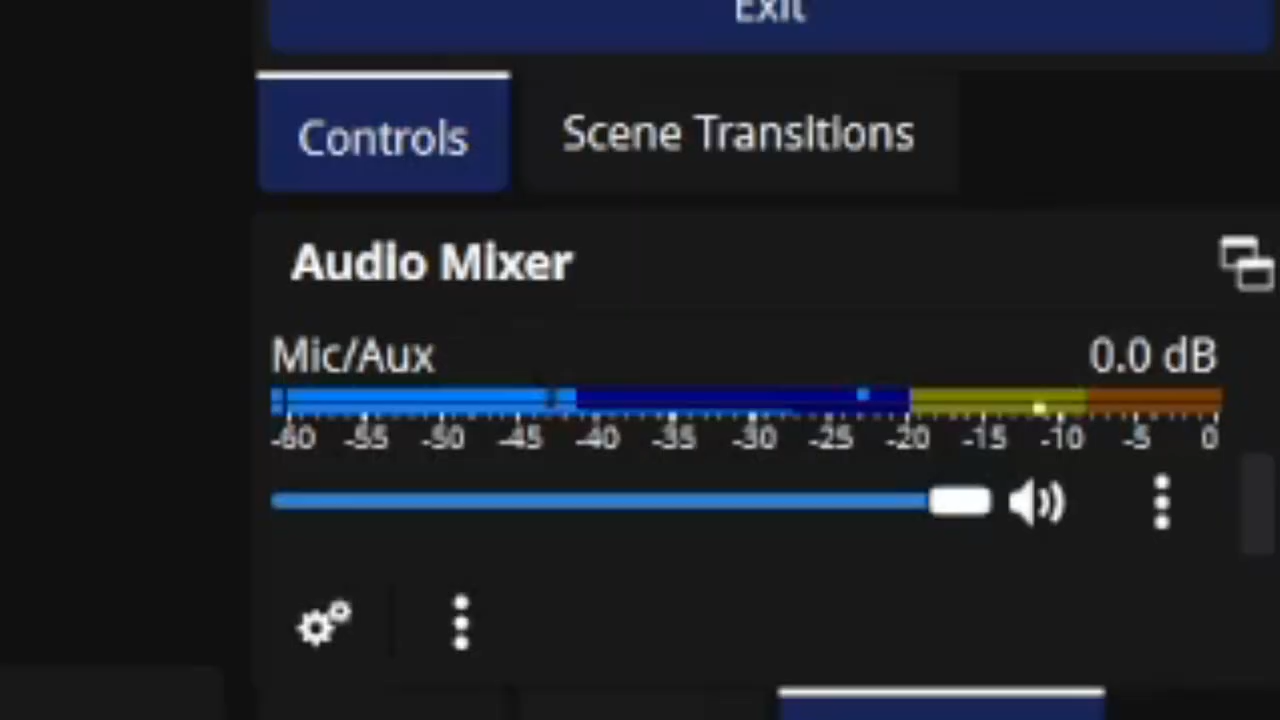 Exit
Controls
Scene Transitions
Audio Mixer
Mic/Aux
0.0 dB
-60 -55 -50 -45 -40 -35 -30 -25 -20 -15 -10 -5 0